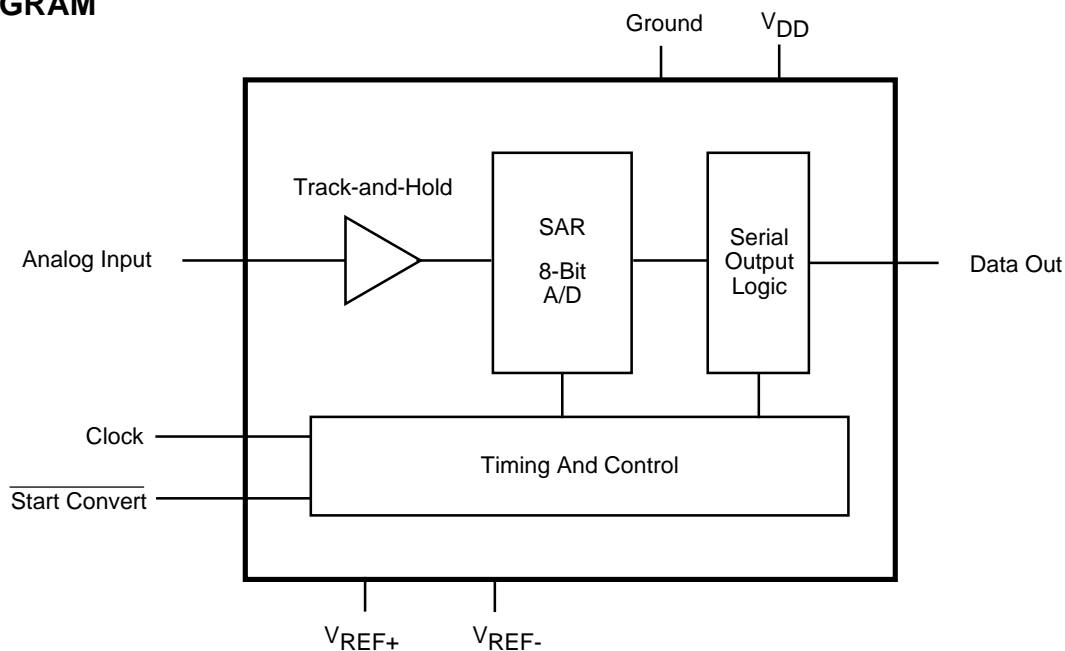 GRAM
Ground
VDD
Track-and-Hold
SAR
8-Bit
A/D
Serial
Output
Logic
Analog Input
Data Out
Clock
Timing And Control
Start Convert
VREF+
VREF-